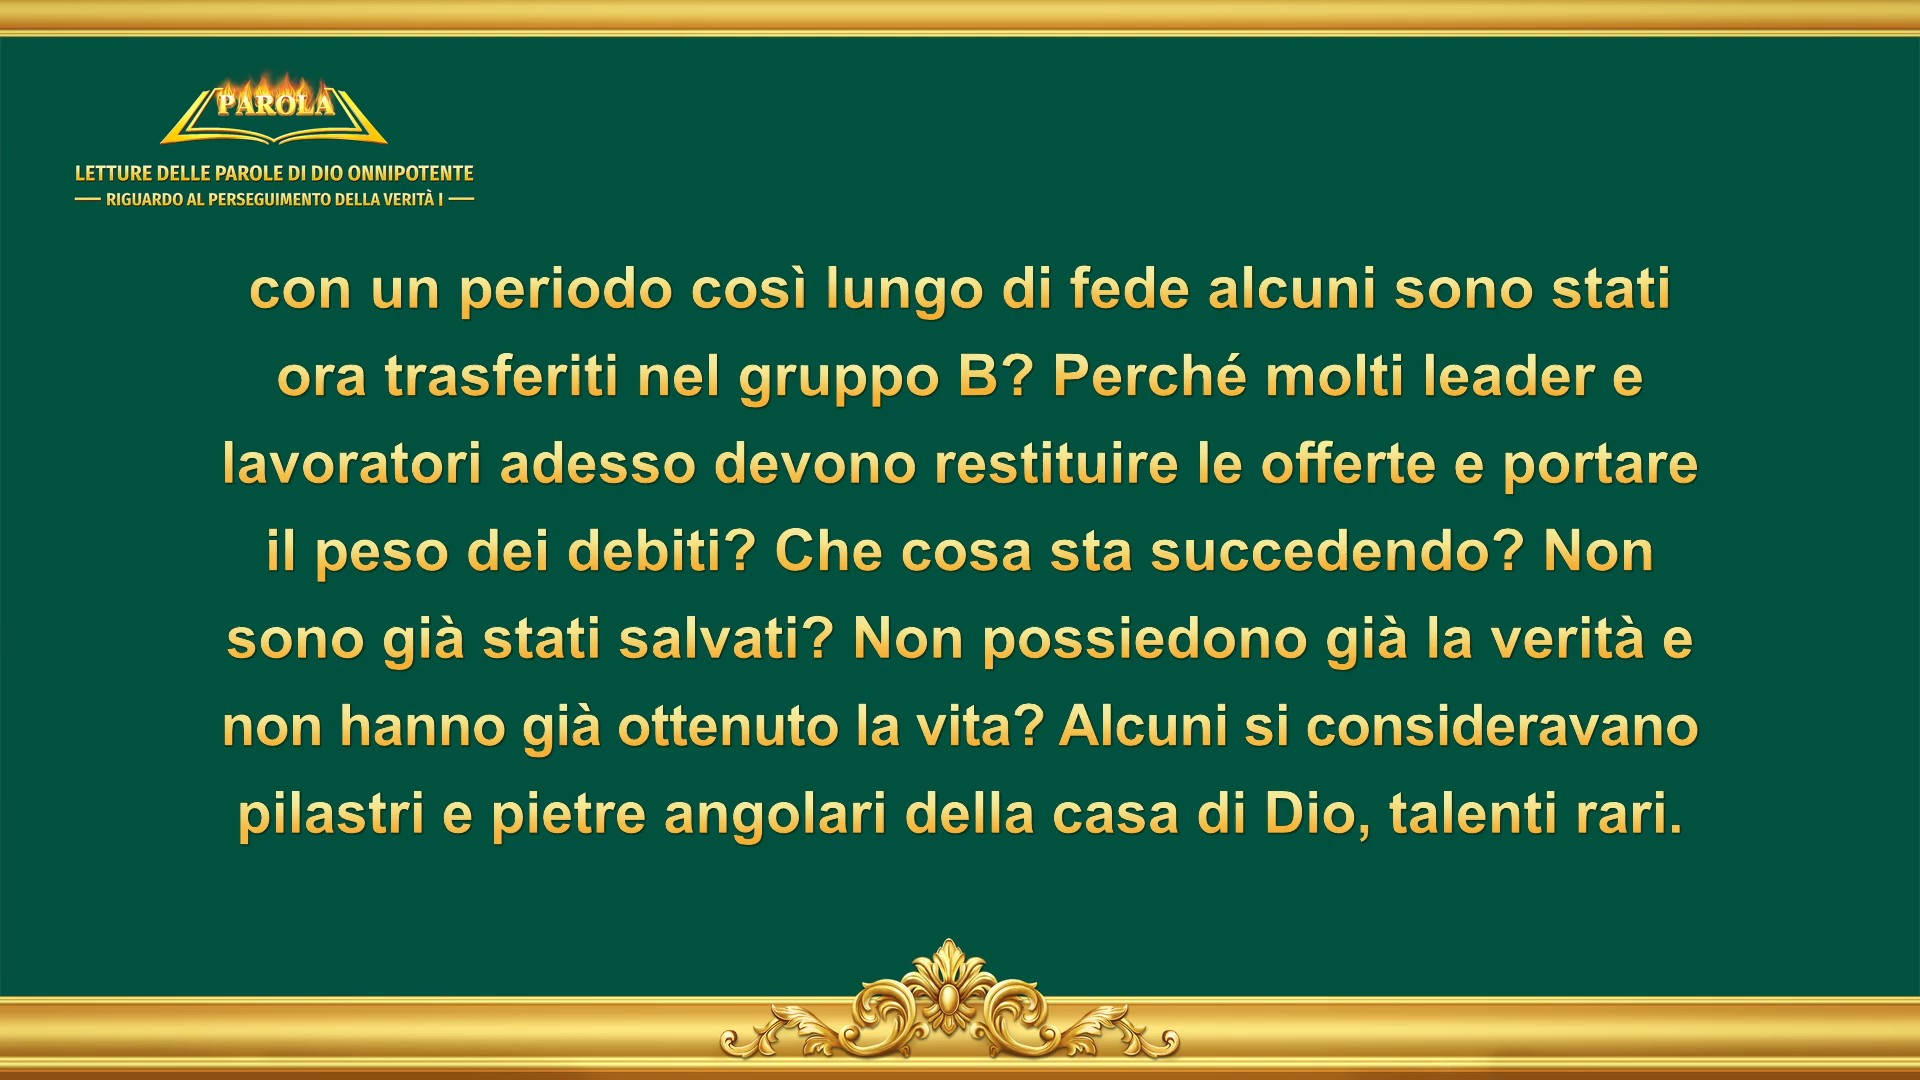 PAROLA
LETTURE DELLE PAROLE DI DIO ONNIPOTENTE
RIGUARDO AL PERSEGUIMENTO DELLA VERITÀ I
con un periodo così lungo di fede alcuni sono stati
ora trasferiti nel gruppo B? Perché molti leader e
lavoratori adesso devono restituire le offerte e portare
il peso dei debiti? Che cosa sta succedendo? Non
sono già stati salvati? Non possiedono già la verità e
non hanno già ottenuto la vita? Alcuni si consideravano
pilastri e pietre angolari della casa di Dio, talenti rari.